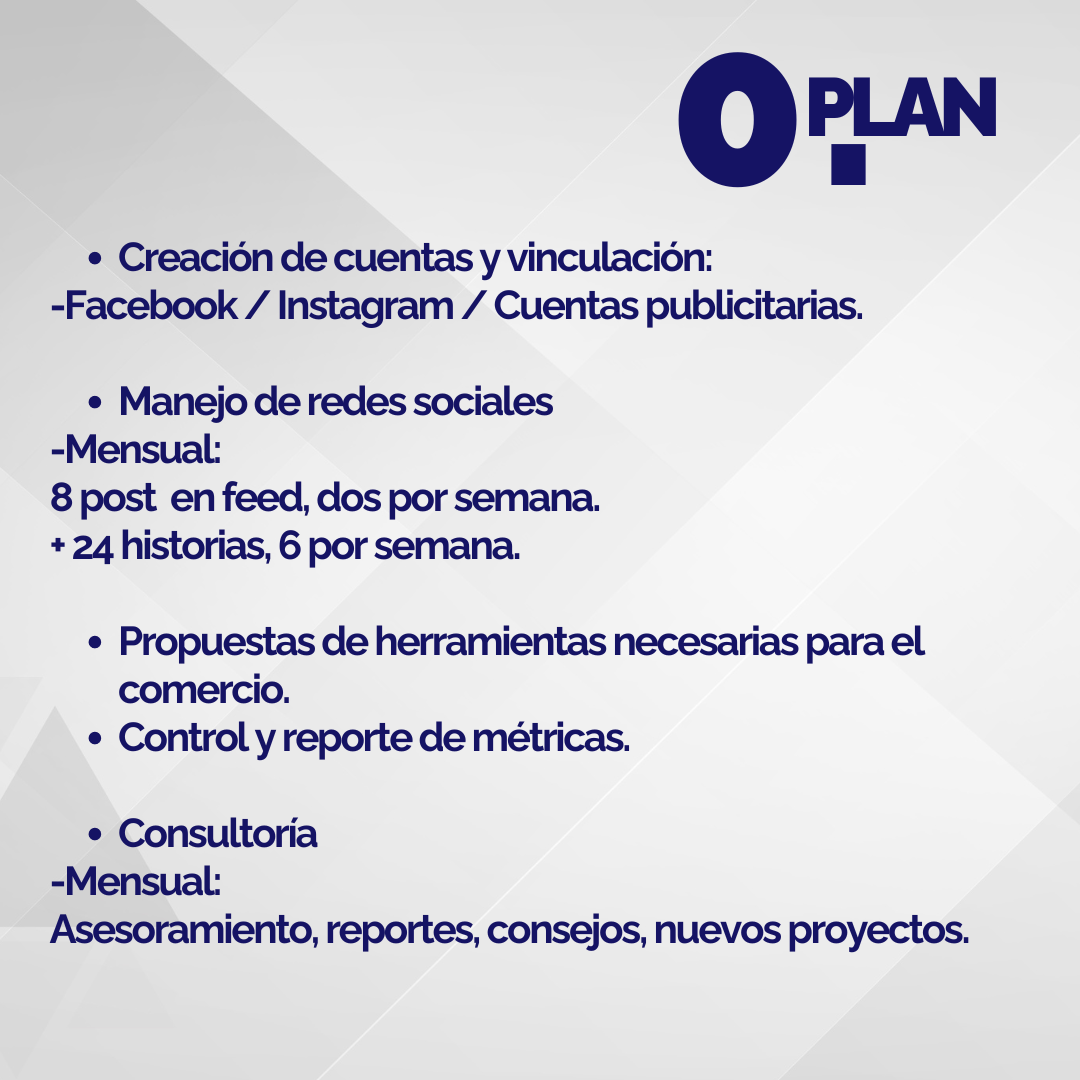 O. PLAN
• Creación de cuentas y vinculación:
-Facebook / Instagram / Cuentas publicitarias.
• Manejo de redes sociales
-Mensual:
8 post  en feed, dos por semana.
+ 24 historias, 6 por semana.
• Propuestas de herramientas necesarias para el
comercio.
• Control y reporte de métricas.
• Consultoría
-Mensual:
Asesoramiento, reportes, consejos, nuevos proyectos.